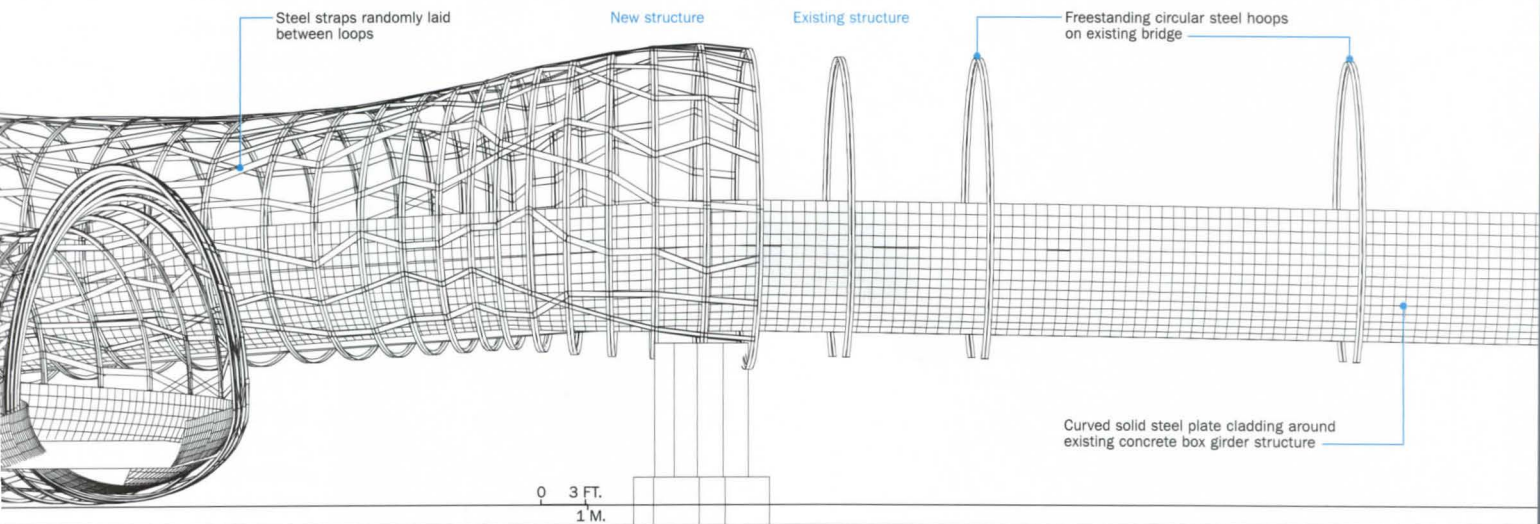 Steel straps randomly laid
between loops
New structure
Existing structure
Freestanding circular steel hoops
on existing bridge
Curved solid steel plate cladding around
existing concrete box girder structure
0 3 FT.
1 M.